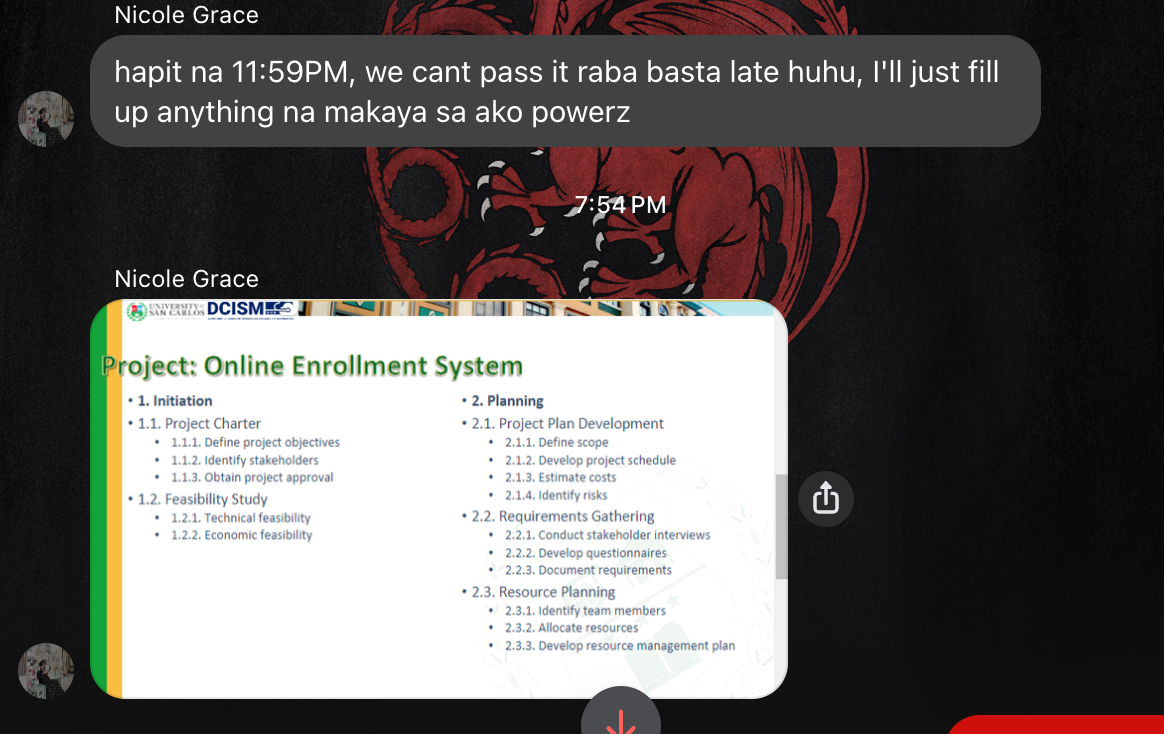 Nicole Grace
hapit na 11:59PM, we cant pass it raba basta late huhu, I'll just fill
up anything na makaya sa ako powerz
7:54 PM
Nicole Grace
UNIVERSITY of
SAN CARLOS
DCISM
Project: Online Enrollment System
• 1. Initiation
• 1.1. Project Charter
• 1.1.1. Define project objectives
• 1.1.2. Identify stakeholders
• 1.1.3. Obtain project approval
• 1.2. Feasibility Study
• 1.2.1. Technical feasibility
• 1.2.2. Economic feasibility
• 2. Planning
• 2.1. Project Plan Development
• 2.1.1. Define scope
• 2.1.2. Develop project schedule
• 2.1.3. Estimate costs
• 2.1.4. Identify risks
• 2.2. Requirements Gathering
• 2.2.1. Conduct stakeholder interviews
• 2.2.2. Develop questionnaires
• 2.2.3. Document requirements
• 2.3. Resource Planning
• 2.3.1. Identify team members
• 2.3.2. Allocate resources
• 2.3.3. Develop resource management plan